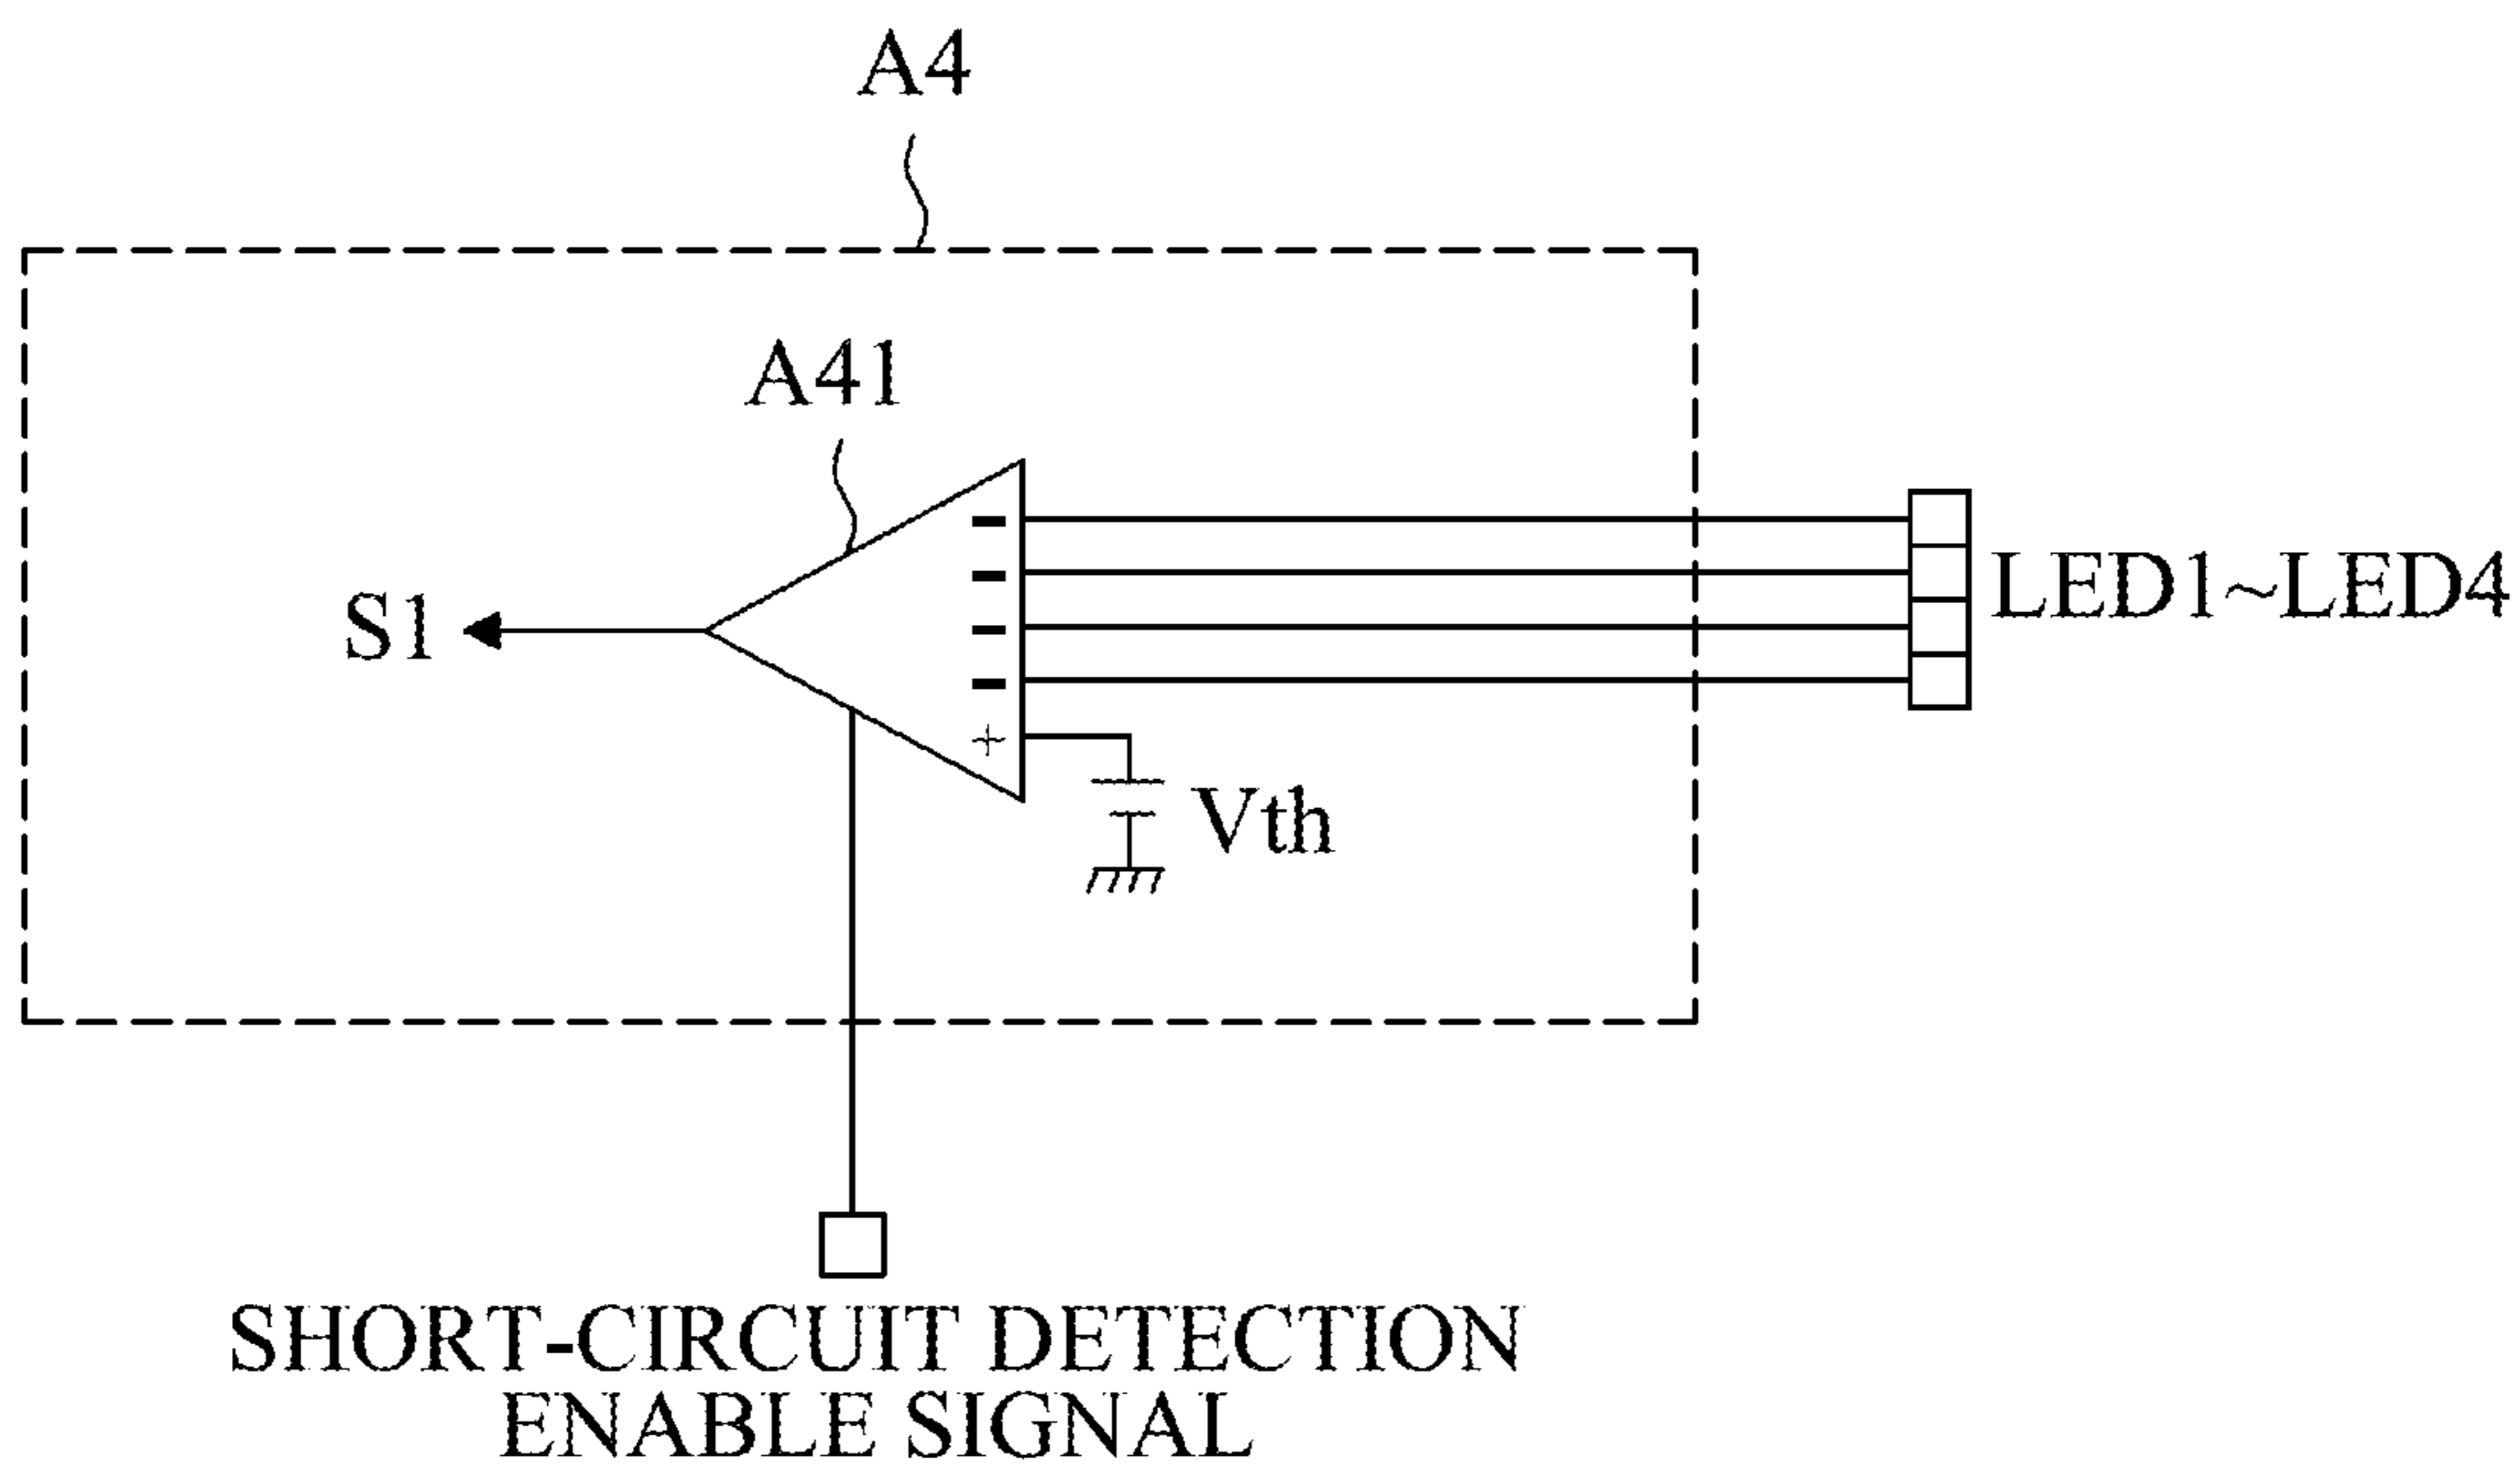 A4
A41
S1
LED1~LED4
Vth
SHORT-CIRCUIT DETECTION
ENABLE SIGNAL